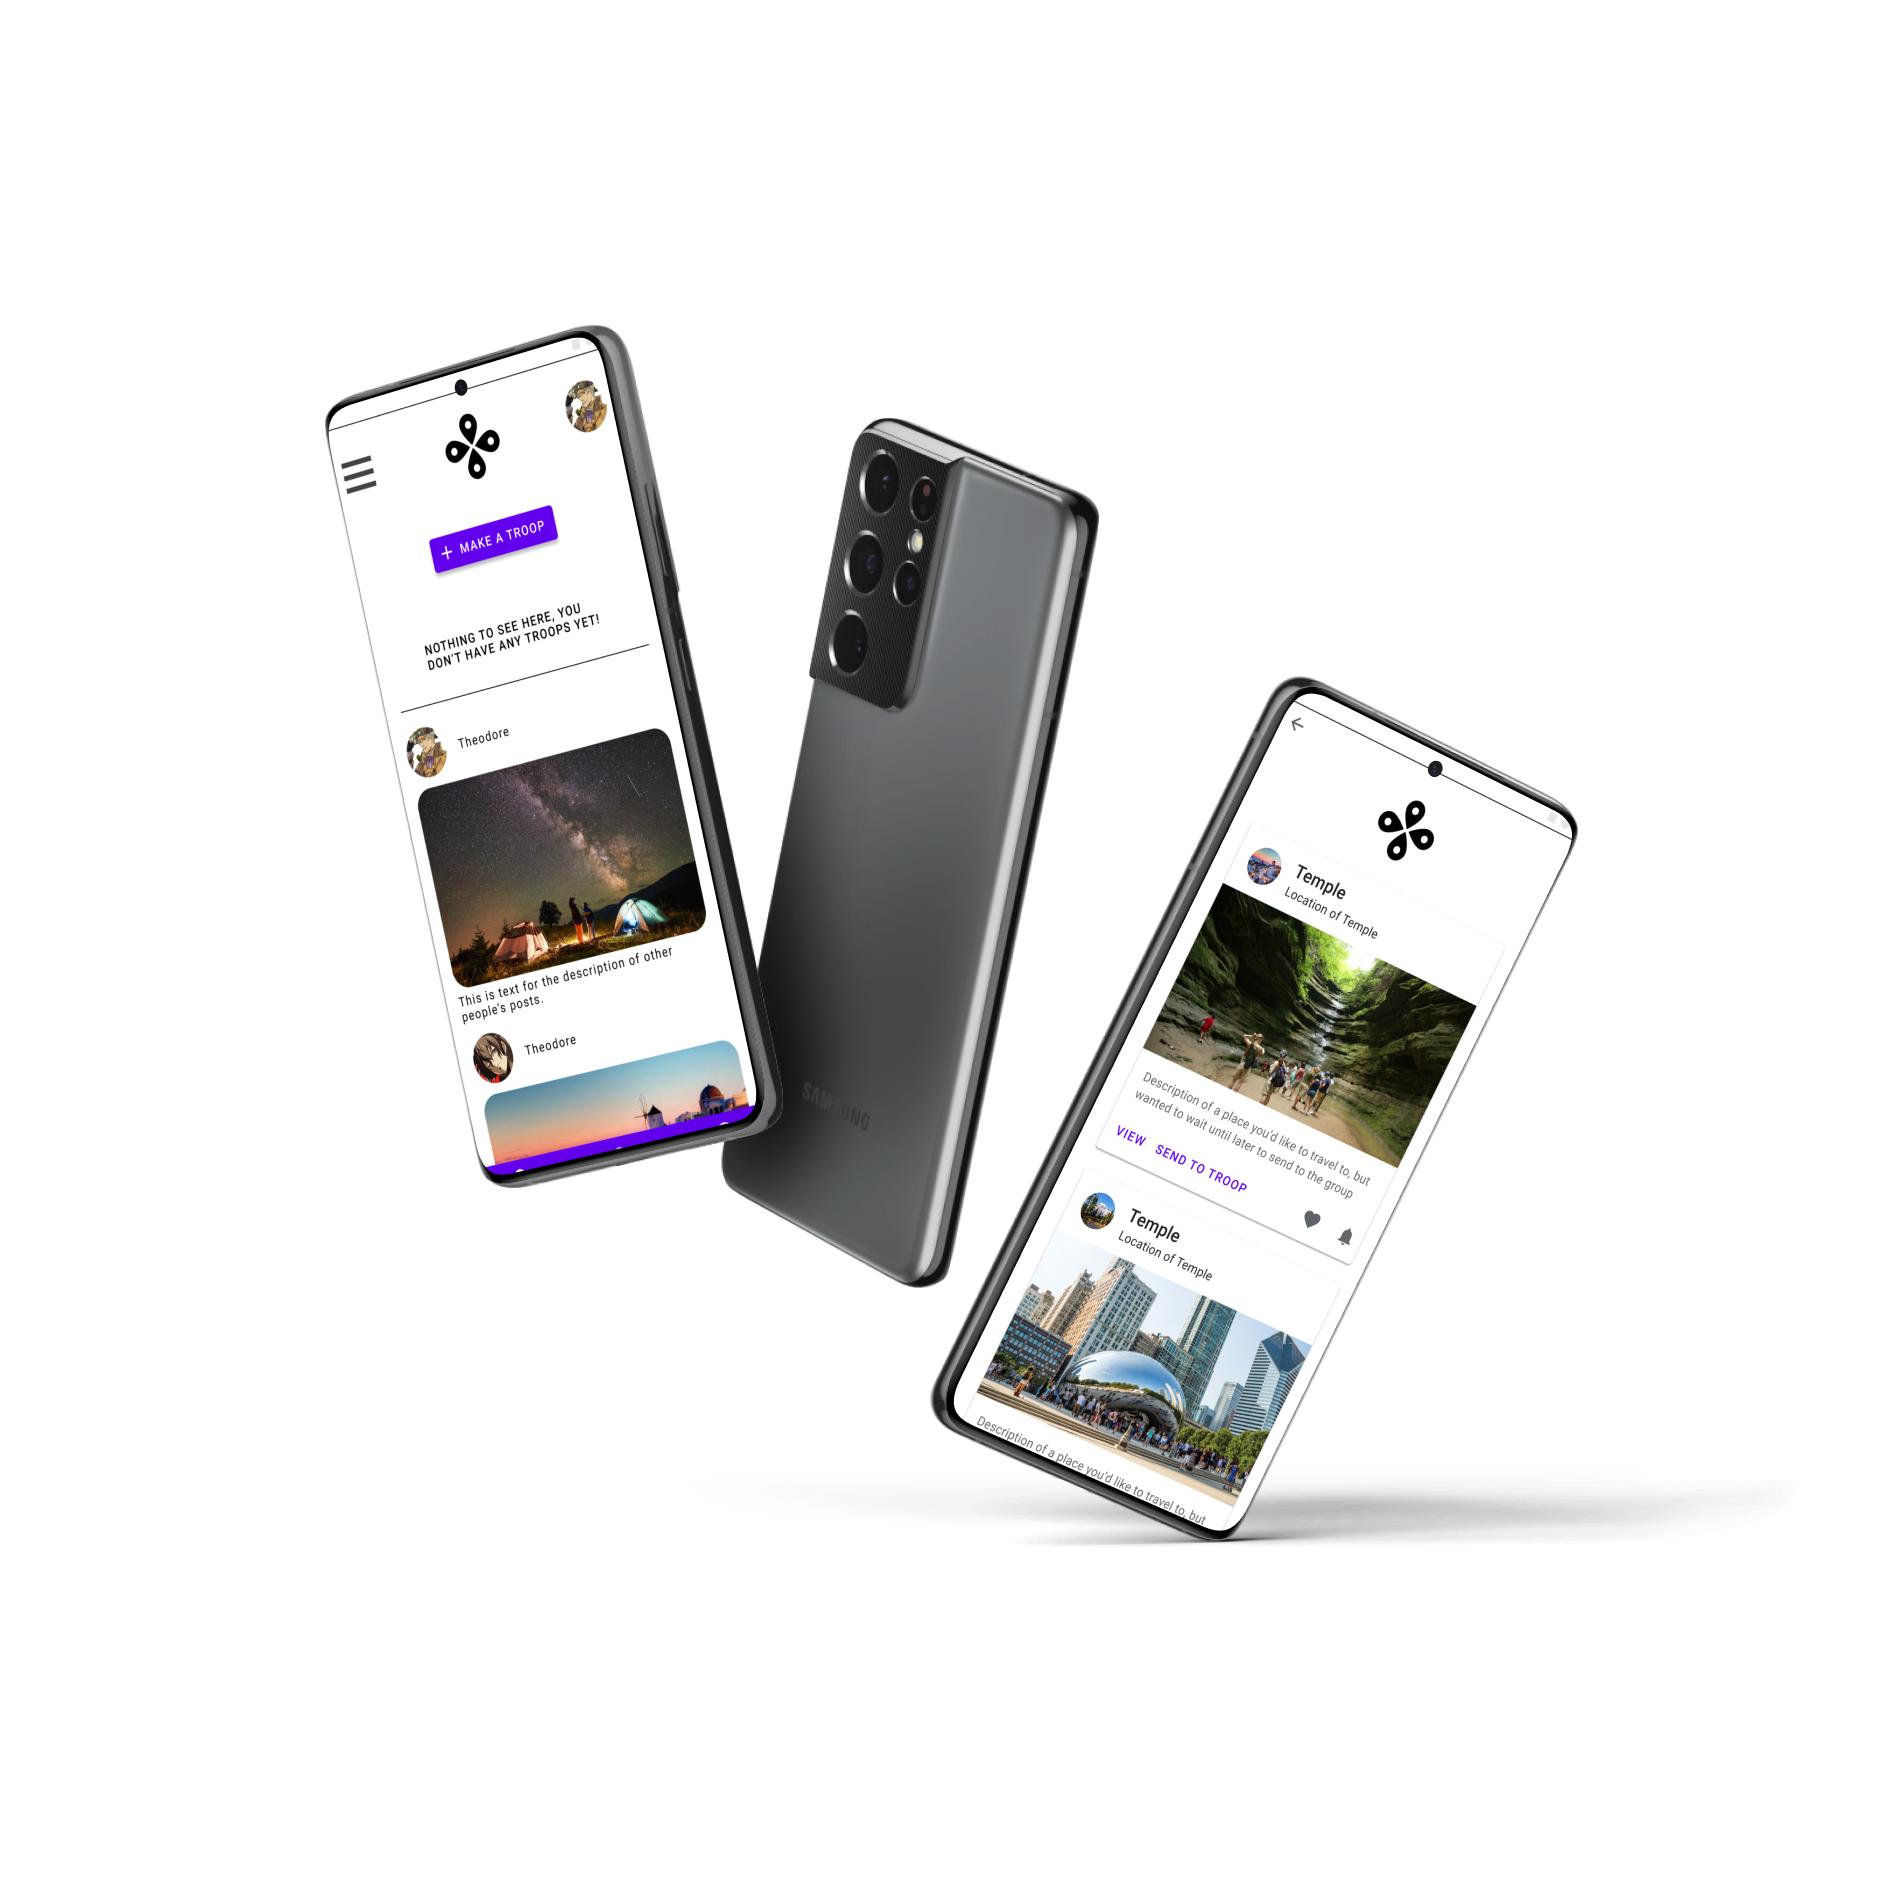 MAKE A TROOP
NOTHING TO SEE HERE, YOU
DON'T HAVE ANY TROOPS YET!
Theodore
This is text for the description of other
people's posts.
Theodore
SAMSUNG
Temple
Location of Temple
Description of a place you'd like to travel to, but
wanted to wait until later to send to the group
VIEW SEND TO TROOP
Temple
Location of Temple
Description of a place you'd like to travel to, but